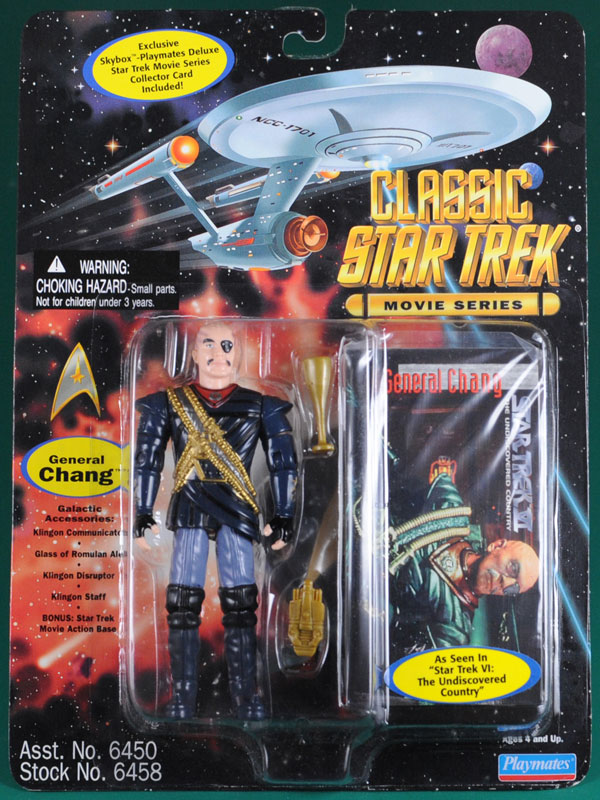 Exclusive
Skybox™-Playmates Deluxe
Star Trek Movie Series
Collector Card
Included!
NCC-1701
CLASSIC
STAR TREK®
MOVIE SERIES
WARNING:
CHOKING HAZARD-Small parts.
Not for children under 3 years.
General Chang
STAR TREK VI
THE UNDISCOVERED COUNTRY
General
Chang™
Galactic
Accessories:
Klingon Communicator
•
Glass of Romulan Ale
•
Klingon Disruptor
•
Klingon Staff
•
BONUS: Star Trek
Movie Action Base
As Seen In
"Star Trek VI:
The Undiscovered
Country"
Asst. No. 6450
Stock No. 6458
Ages 4 and Up.
Playmates®